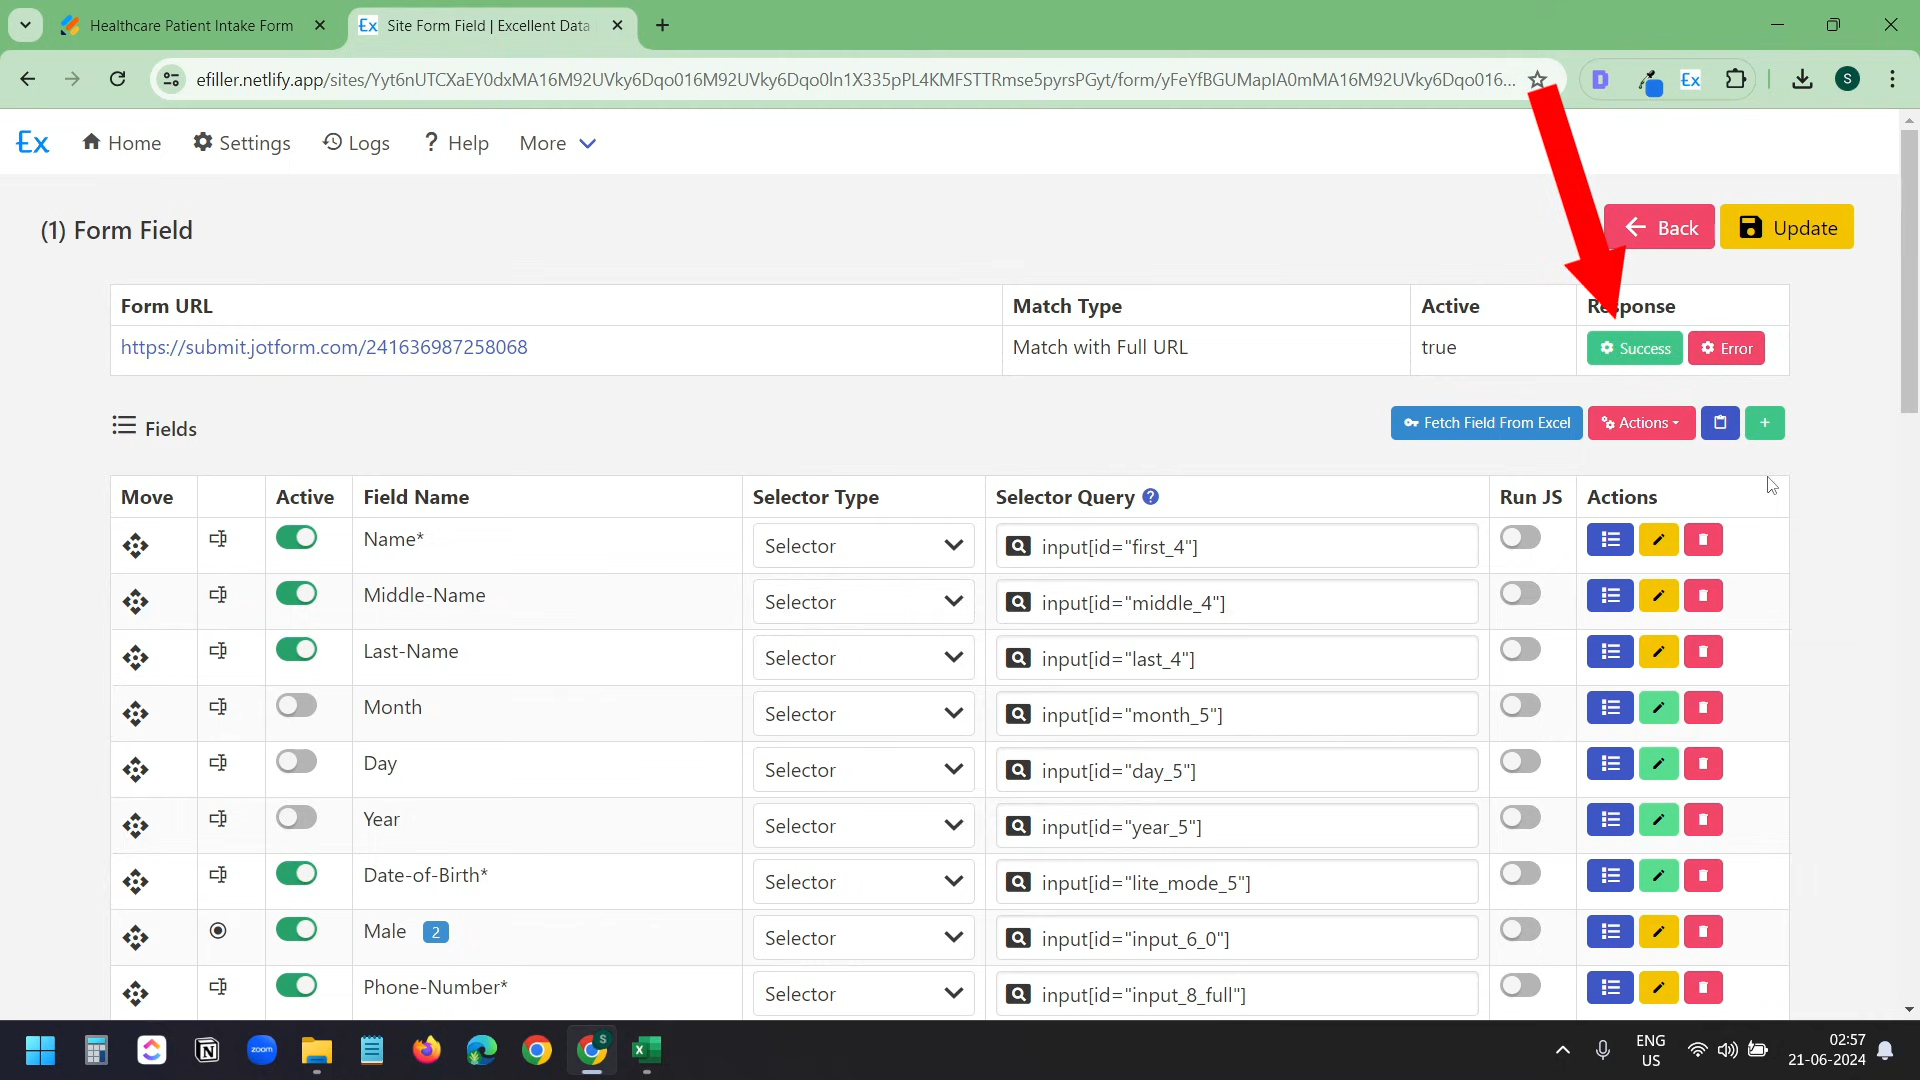 Healthcare Patient Intake Form
Ex Site Form Field | Excellent Data
efiller.netlify.app/sites/Yyt6nUTCXaEY0dxMA16M92UVky6Dqo016M92UVky6Dqo0ln1X335pPL4KMFSTTRmse5pyrsPGyt/form/yFeYfBGUMapIA0mMA16M92UVky6Dqo016...
D
Ex
S
Ex Home Settings Logs ? Help More
(1) Form Field
Back
Update
Form URL Match Type Active Response
https://submit.jotform.com/241636987258068 Match with Full URL true Success Error
Fields
Fetch Field From Excel Actions +
Move Active Field Name Selector Type Selector Query ? Run JS Actions
Name* Selector input[id="first_4"]
Middle-Name Selector input[id="middle_4"]
Last-Name Selector input[id="last_4"]
Month Selector input[id="month_5"]
Day Selector input[id="day_5"]
Year Selector input[id="year_5"]
Date-of-Birth* Selector input[id="lite_mode_5"]
Male 2 Selector input[id="input_6_0"]
Phone-Number* Selector input[id="input_8_full"]
zoom
S
ENG
US
02:57
21-06-2024